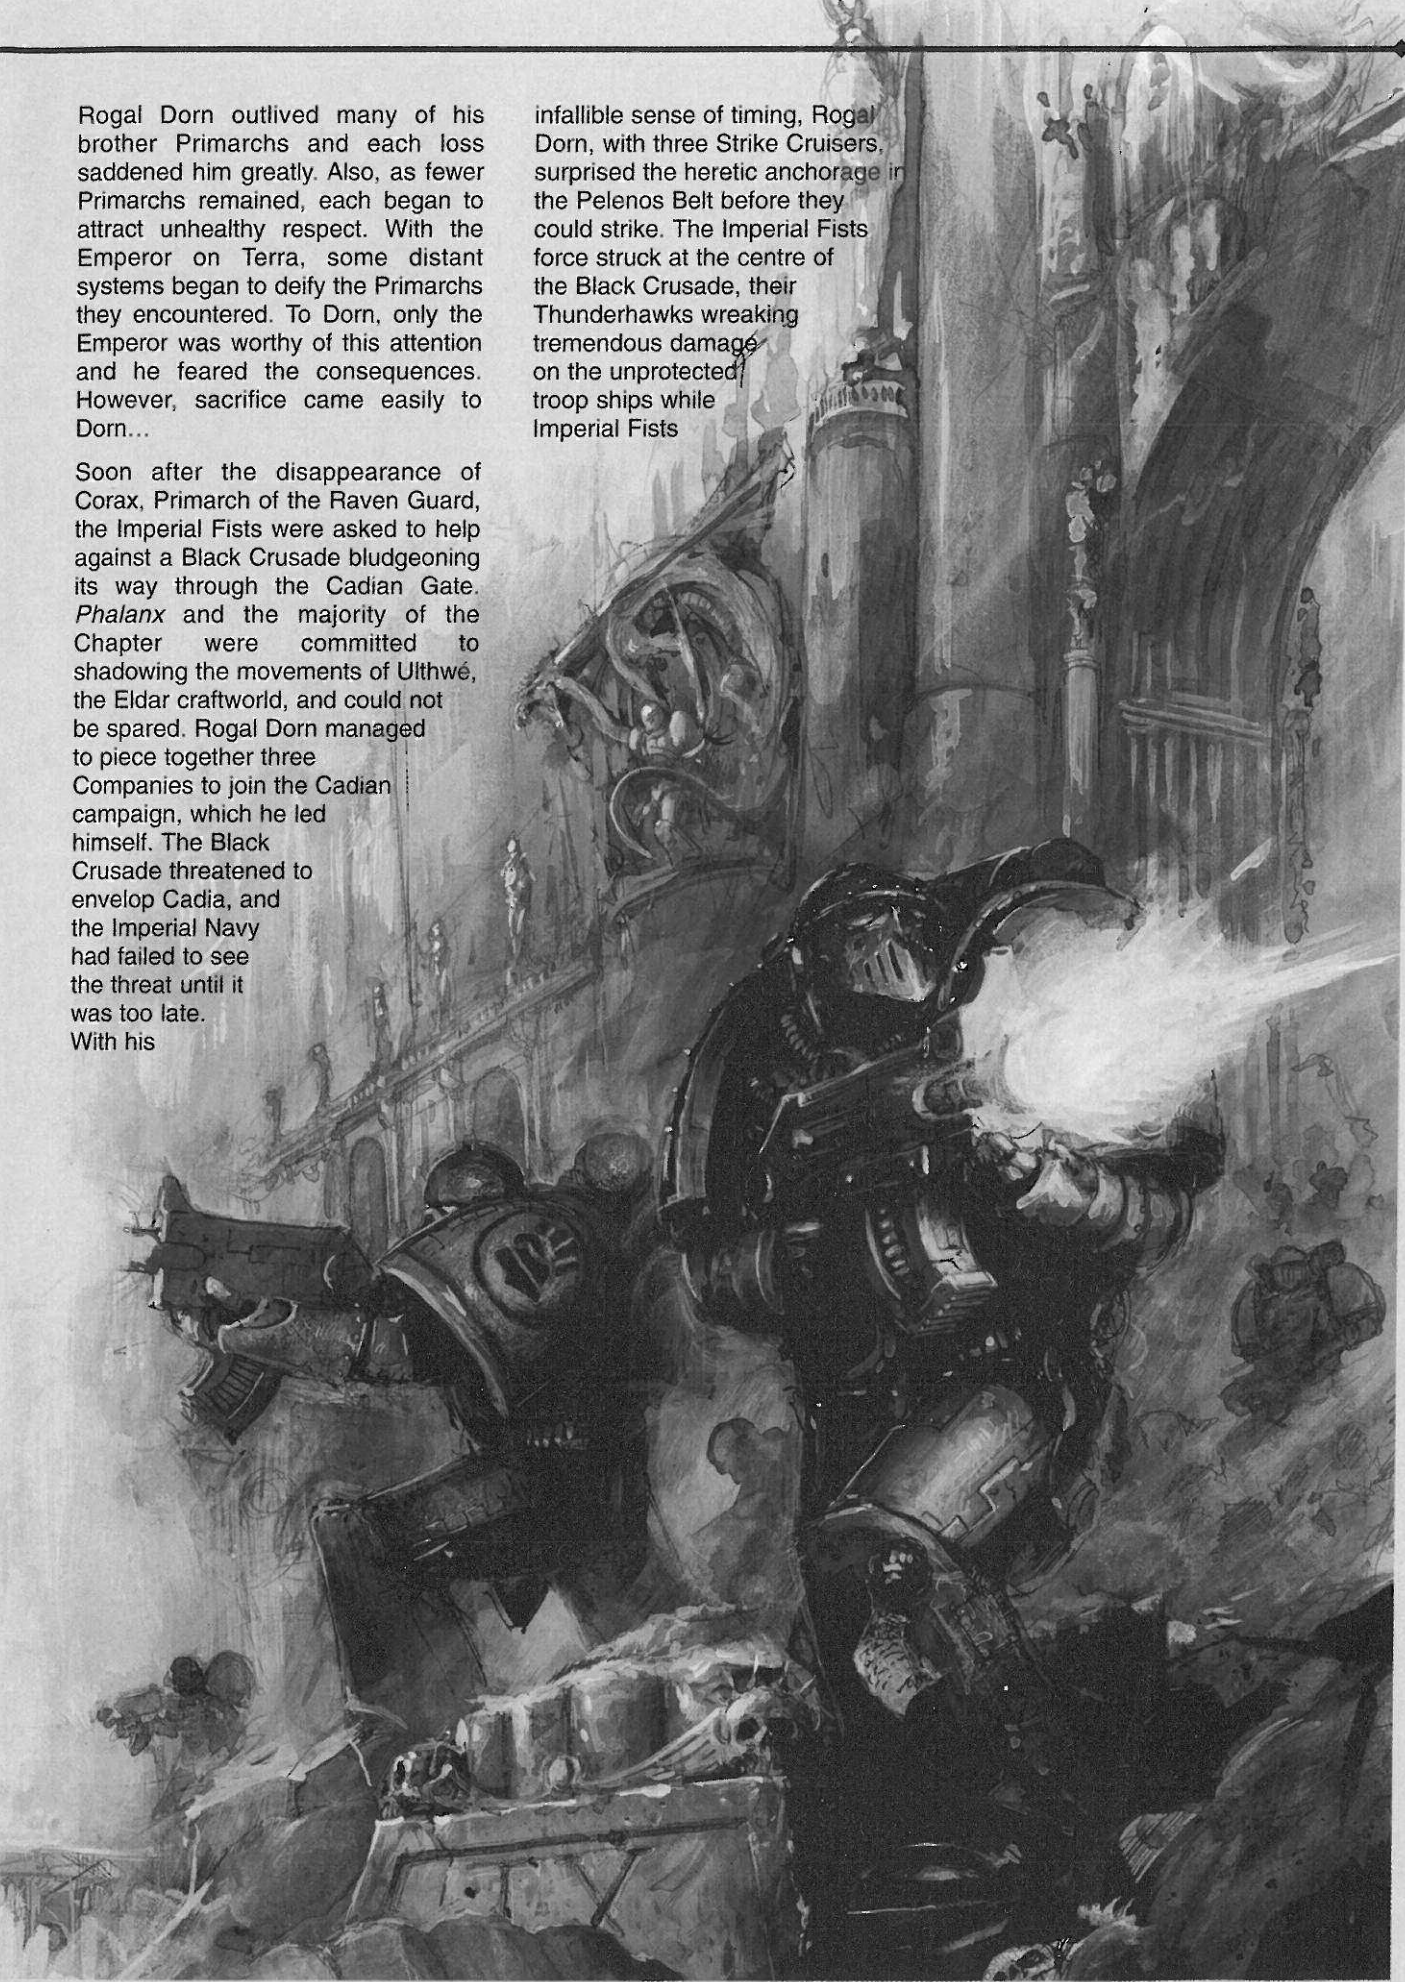 Rogal Dorn outlived many of his
brother Primarchs and each loss
saddened him greatly. Also, as fewer
Primarchs remained, each began to
attract unhealthy respect. With the
Emperor on Terra, some distant
systems began to deify the Primarchs
they encountered. To Dorn, only the
Emperor was worthy of this attention
and he feared the consequences.
However, sacrifice came easily to
Dorn...
Soon after the disappearance of
Corax, Primarch of the Raven Guard,
the Imperial Fists were asked to help
against a Black Crusade bludgeoning
its way through the Cadian Gate.
Phalanx and the majority of the
Chapter were committed to
shadowing the movements of Ulthwé,
the Eldar craftworld, and could not
be spared. Rogal Dorn managed
to piece together three
Companies to join the Cadian
campaign, which he led
himself. The Black
Crusade threatened to
envelop Cadia, and
the Imperial Navy
had failed to see
the threat until it
was too late.
With his
infallible sense of timing, Rogal
Dorn, with three Strike Cruisers,
surprised the heretic anchorage in
the Pelenos Belt before they
could strike. The Imperial Fists
force struck at the centre of
the Black Crusade, their
Thunderhawks wreaking
tremendous damage
on the unprotected
troop ships while
Imperial Fists